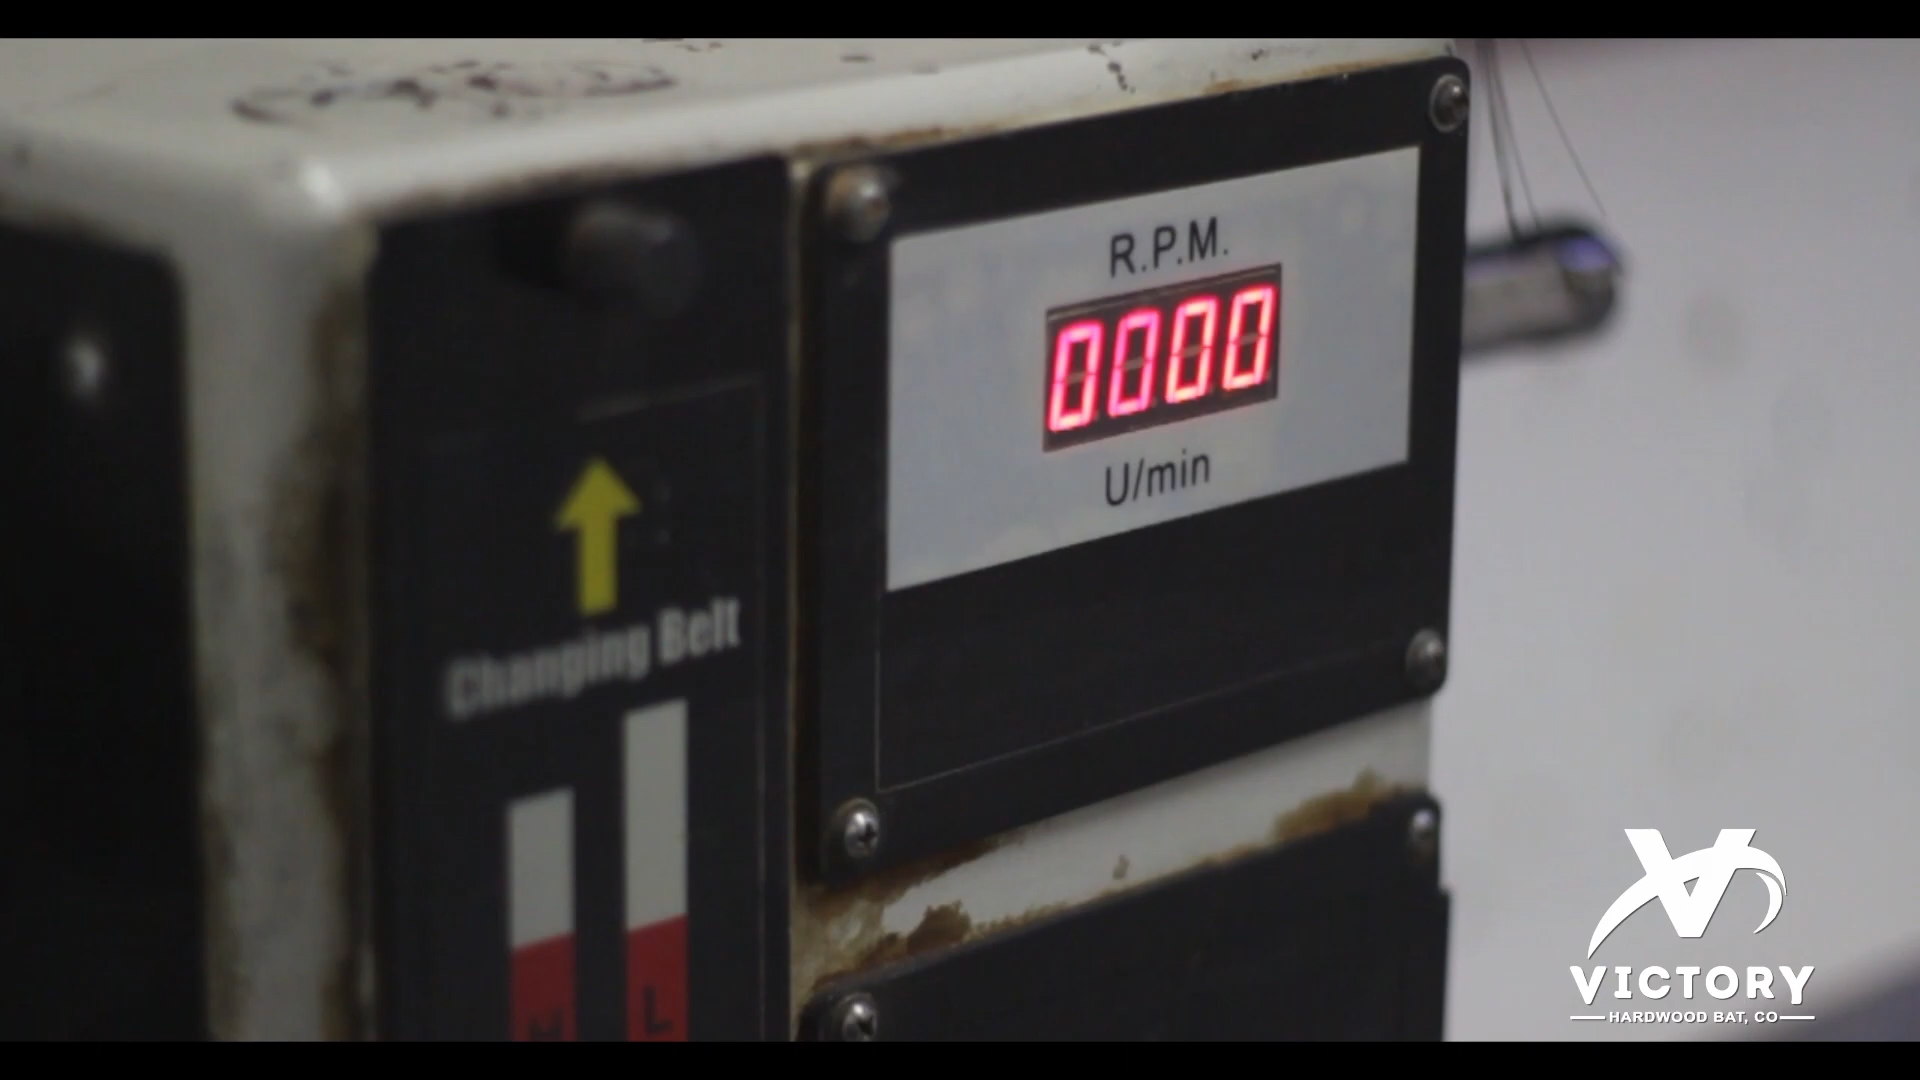 R.P.M.
0000
U/min
Changing Belt
L
VICTORY
HARDWOOD BAT, CO